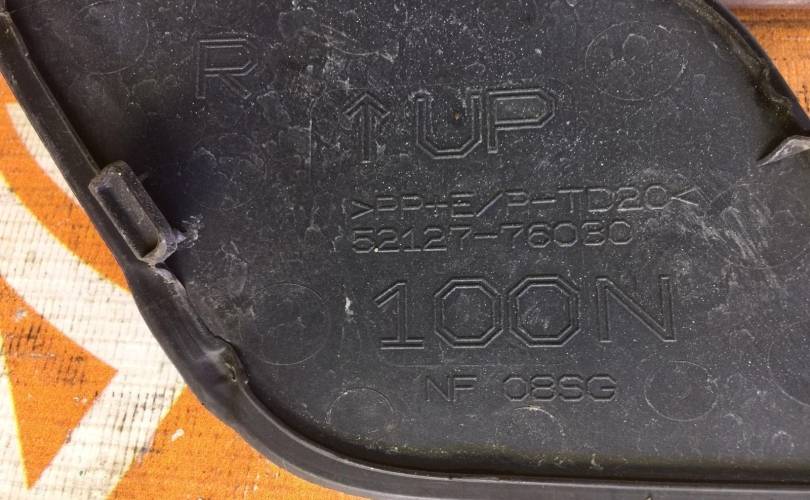 R
↑ UP
>PP+E/P-TD20<
52127-76030
100N
NF 08SG